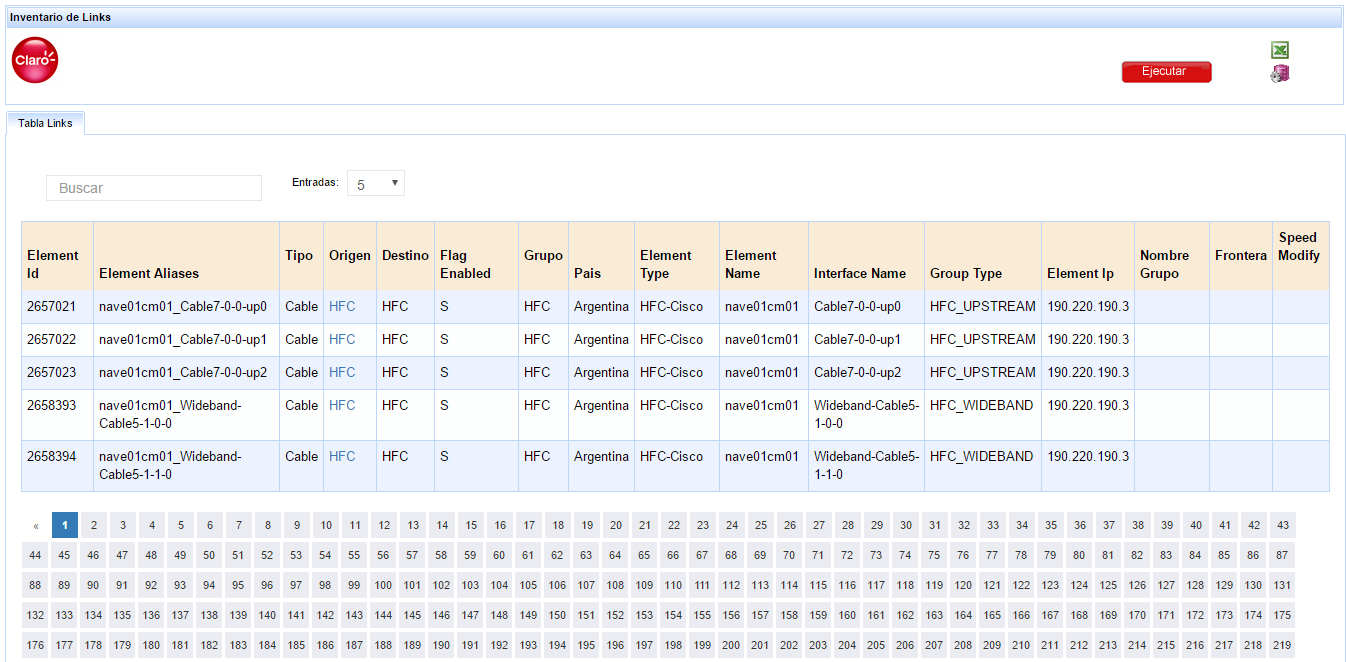 Inventario de Links
Claro
Ejecutar
Tabla Links
Buscar
Entradas: 5
Element Id Element Aliases Tipo Origen Destino Flag Enabled Grupo Pais Element Type Element Name Interface Name Group Type Element Ip Nombre Grupo Frontera Speed Modify
2657021 nave01cm01_Cable7-0-0-up0 Cable HFC HFC S HFC Argentina HFC-Cisco nave01cm01 Cable7-0-0-up0 HFC_UPSTREAM 190.220.190.3
2657022 nave01cm01_Cable7-0-0-up1 Cable HFC HFC S HFC Argentina HFC-Cisco nave01cm01 Cable7-0-0-up1 HFC_UPSTREAM 190.220.190.3
2657023 nave01cm01_Cable7-0-0-up2 Cable HFC HFC S HFC Argentina HFC-Cisco nave01cm01 Cable7-0-0-up2 HFC_UPSTREAM 190.220.190.3
2658393 nave01cm01_Wideband-Cable5-1-0-0 Cable HFC HFC S HFC Argentina HFC-Cisco nave01cm01 Wideband-Cable5-1-0-0 HFC_WIDEBAND 190.220.190.3
2658394 nave01cm01_Wideband-Cable5-1-1-0 Cable HFC HFC S HFC Argentina HFC-Cisco nave01cm01 Wideband-Cable5-1-1-0 HFC_WIDEBAND 190.220.190.3
« 1 2 3 4 5 6 7 8 9 10 11 12 13 14 15 16 17 18 19 20 21 22 23 24 25 26 27 28 29 30 31 32 33 34 35 36 37 38 39 40 41 42 43
44 45 46 47 48 49 50 51 52 53 54 55 56 57 58 59 60 61 62 63 64 65 66 67 68 69 70 71 72 73 74 75 76 77 78 79 80 81 82 83 84 85 86 87
88 89 90 91 92 93 94 95 96 97 98 99 100 101 102 103 104 105 106 107 108 109 110 111 112 113 114 115 116 117 118 119 120 121 122 123 124 125 126 127 128 129 130 131
132 133 134 135 136 137 138 139 140 141 142 143 144 145 146 147 148 149 150 151 152 153 154 155 156 157 158 159 160 161 162 163 164 165 166 167 168 169 170 171 172 173 174 175
176 177 178 179 180 181 182 183 184 185 186 187 188 189 190 191 192 193 194 195 196 197 198 199 200 201 202 203 204 205 206 207 208 209 210 211 212 213 214 215 216 217 218 219